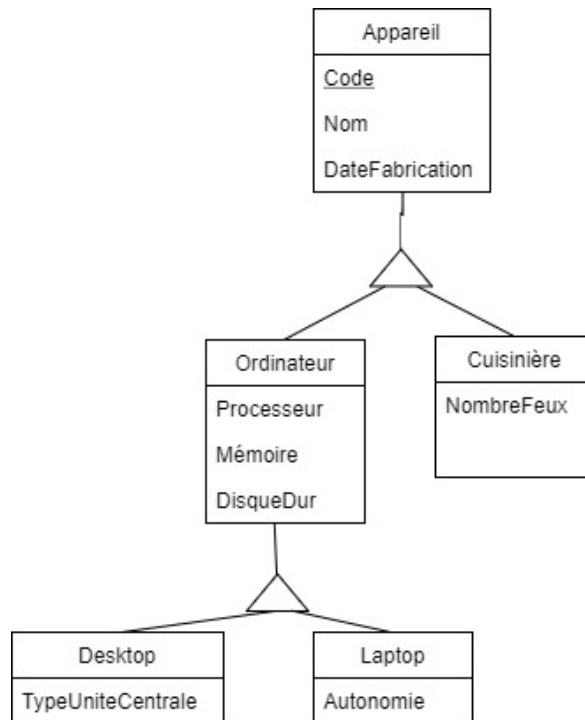 Appareil
Code
Nom
DateFabrication
Ordinateur
Processeur
Mémoire
DisqueDur
Cuisinière
NombreFeux
Desktop
TypeUniteCentrale
Laptop
Autonomie